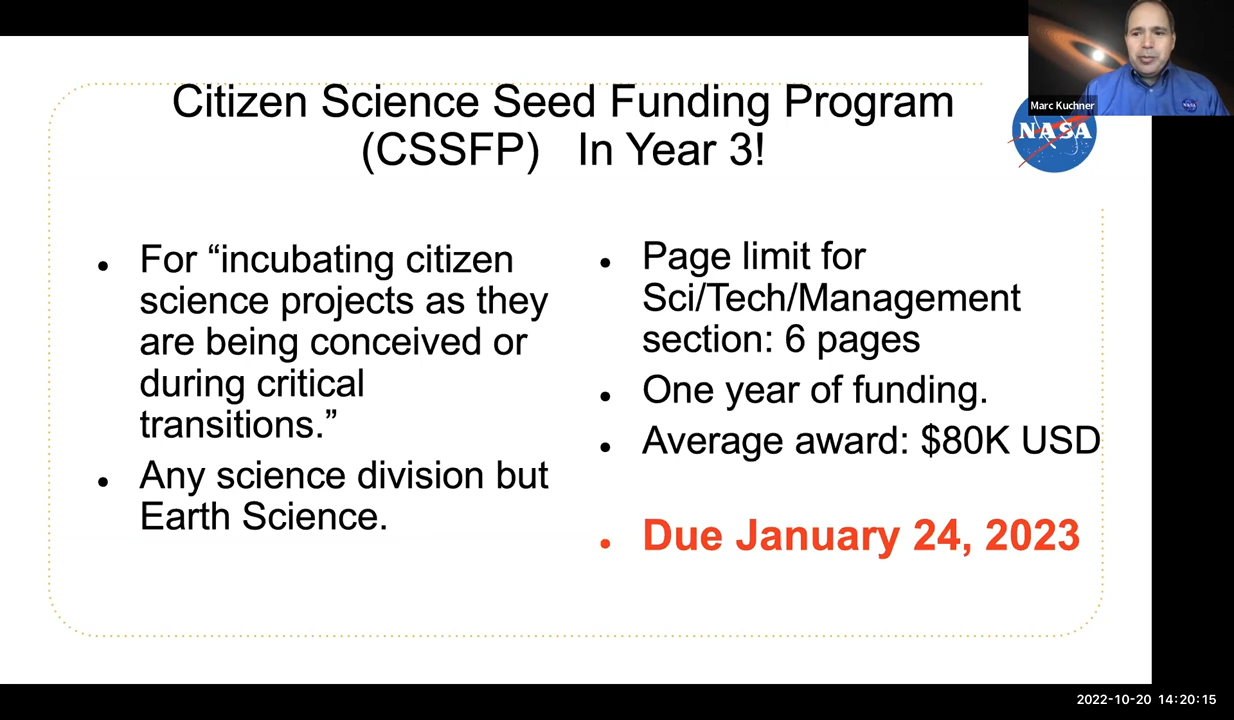 Citizen Science Seed Funding Program
(CSSFP) In Year 3!
Marc Kuchner
NASA
NASA
• For “incubating citizen
science projects as they
are being conceived or
during critical
transitions.”
• Any science division but
Earth Science.
• Page limit for
Sci/Tech/Management
section: 6 pages
• One year of funding.
• Average award: $80K USD
• Due January 24, 2023
2022-10-20 14:20:15